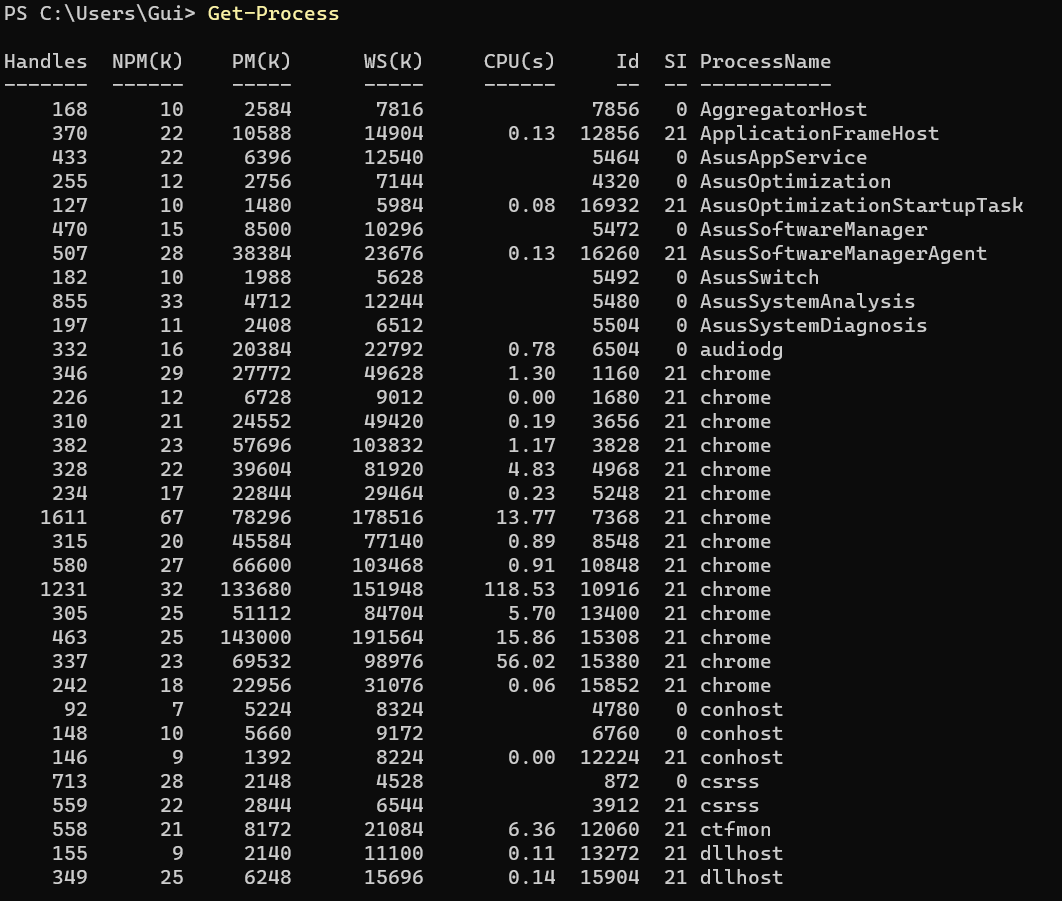 PS C:\Users\Gui> Get-Process
Handles NPM(K) PM(K) WS(K) CPU(s) Id SI ProcessName
------- ------ ----- ----- ------ -- -- -----------
168 10 2584 7816 7856 0 AggregatorHost
370 22 10588 14904 0.13 12856 21 ApplicationFrameHost
433 22 6396 12540 5464 0 AsusAppService
255 12 2756 7144 4320 0 AsusOptimization
127 10 1480 5984 0.08 16932 21 AsusOptimizationStartupTask
470 15 8500 10296 5472 0 AsusSoftwareManager
507 28 38384 23676 0.13 16260 21 AsusSoftwareManagerAgent
182 10 1988 5628 5492 0 AsusSwitch
855 33 4712 12244 5480 0 AsusSystemAnalysis
197 11 2408 6512 5504 0 AsusSystemDiagnosis
332 16 20384 22792 0.78 6504 0 audiodg
346 29 27772 49628 1.30 1160 21 chrome
226 12 6728 9012 0.00 1680 21 chrome
310 21 24552 49420 0.19 3656 21 chrome
382 23 57696 103832 1.17 3828 21 chrome
328 22 39604 81920 4.83 4968 21 chrome
234 17 22844 29464 0.23 5248 21 chrome
1611 67 78296 178516 13.77 7368 21 chrome
315 20 45584 77140 0.89 8548 21 chrome
580 27 66600 103468 0.91 10848 21 chrome
1231 32 133680 151948 118.53 10916 21 chrome
305 25 51112 84704 5.70 13400 21 chrome
463 25 143000 191564 15.86 15308 21 chrome
337 23 69532 98976 56.02 15380 21 chrome
242 18 22956 31076 0.06 15852 21 chrome
92 7 5224 8324 4780 0 conhost
148 10 5660 9172 6760 0 conhost
146 9 1392 8224 0.00 12224 21 conhost
713 28 2148 4528 872 0 csrss
559 22 2844 6544 3912 21 csrss
558 21 8172 21084 6.36 12060 21 ctfmon
155 9 2140 11100 0.11 13272 21 dllhost
349 25 6248 15696 0.14 15904 21 dllhost